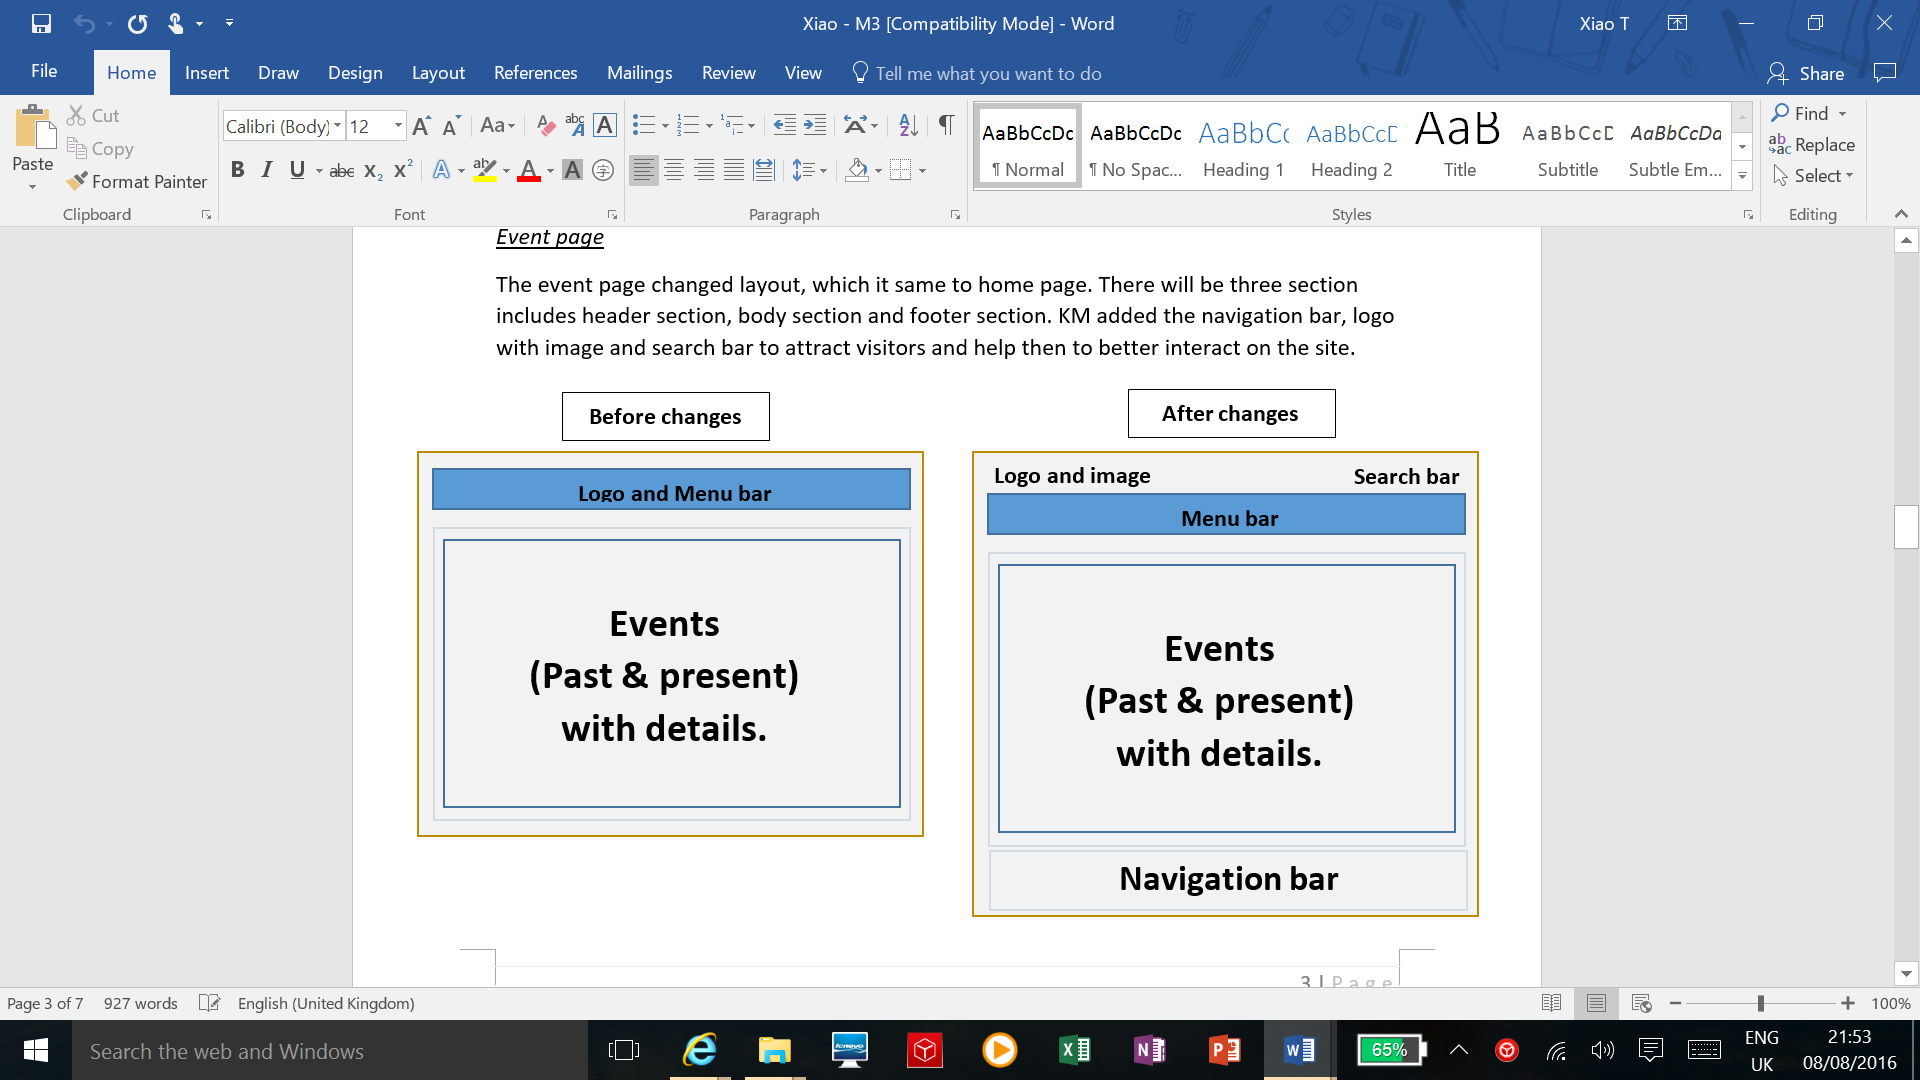 Xiao - M3 [Compatibility Mode] - Word
Xiao T
File Home Insert Draw Design Layout References Mailings Review View Tell me what you want to do Share
Paste
Cut
Copy
Format Painter
Clipboard
Calibri (Body) 12
Font
Paragraph
AaBbCcDc AaBbCcDc AaBbCc AaBbCcD AaB AaBbCcD AaBbCcDa
¶ Normal ¶ No Spac... Heading 1 Heading 2 Title Subtitle Subtle Em...
Styles
Find
Replace
Select
Editing
Event page
The event page changed layout, which it same to home page. There will be three section
includes header section, body section and footer section. KM added the navigation bar, logo
with image and search bar to attract visitors and help then to better interact on the site.
Before changes
Logo and Menu bar
Events
(Past & present)
with details.
After changes
Logo and image Search bar
Menu bar
Events
(Past & present)
with details.
Navigation bar
3 | Page
Page 3 of 7 927 words English (United Kingdom) 100%
Search the web and Windows
65%
ENG
UK
21:53
08/08/2016